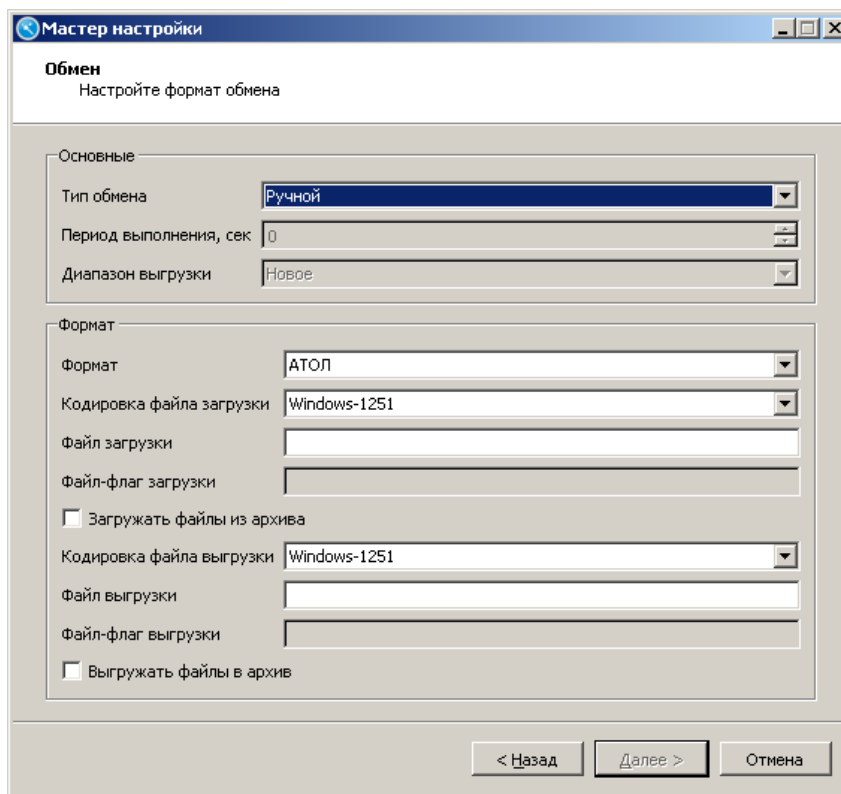 Мастер настройки
Обмен
Настройте формат обмена
Основные
Тип обмена Ручной
Период выполнения, сек 0
Диапазон выгрузки Новое
Формат
Формат АТОЛ
Кодировка файла загрузки Windows-1251
Файл загрузки
Файл-флаг загрузки
Загружать файлы из архива
Кодировка файла выгрузки Windows-1251
Файл выгрузки
Файл-флаг выгрузки
Выгружать файлы в архив
< Назад Далее > Отмена